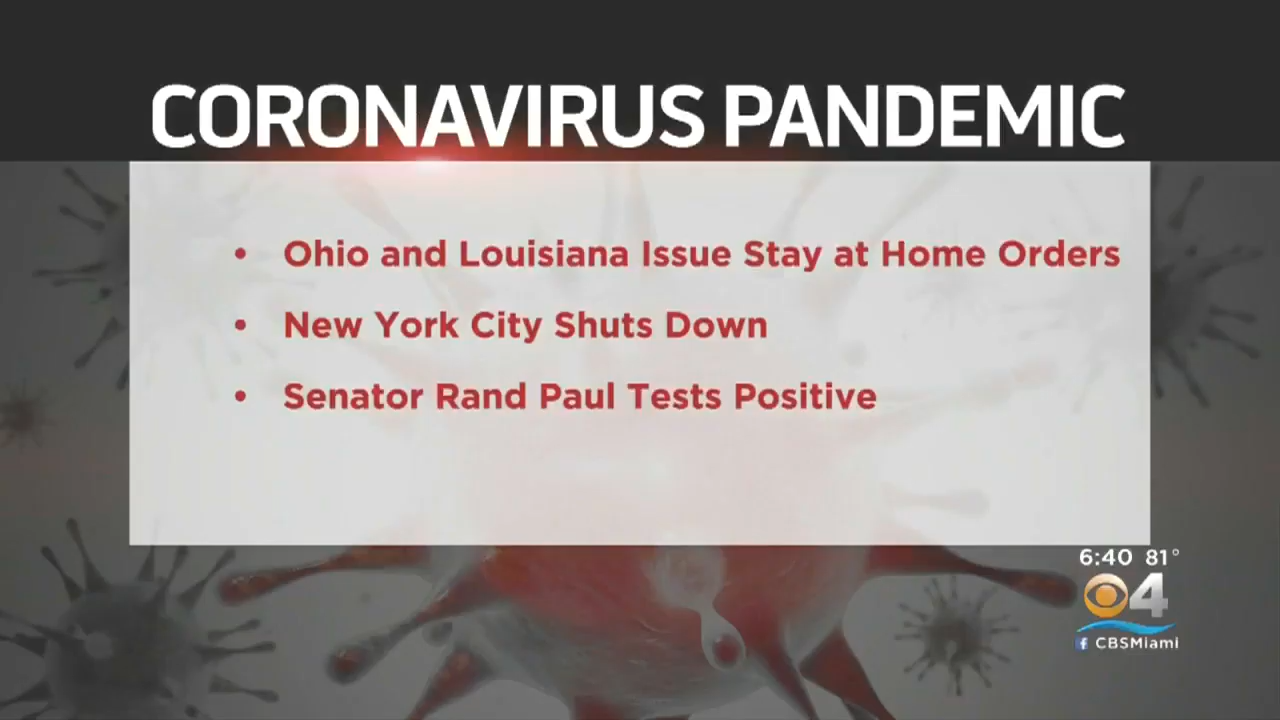 CORONAVIRUS PANDEMIC
• Ohio and Louisiana Issue Stay at Home Orders
• New York City Shuts Down
• Senator Rand Paul Tests Positive
6:40 81°
4
f CBSMiami